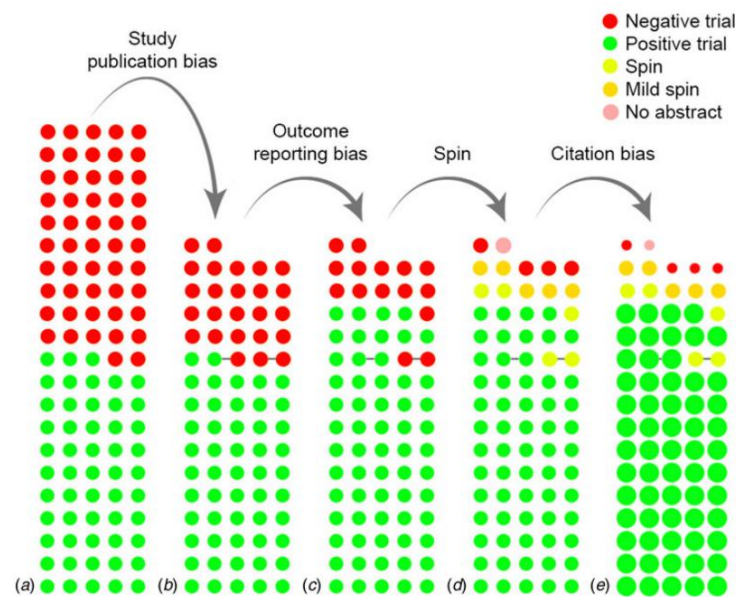 Study
publication bias
Outcome
reporting bias
Spin
Citation bias
Negative trial
Positive trial
Spin
Mild spin
No abstract
(a)
(b)
(c)
(d)
(e)